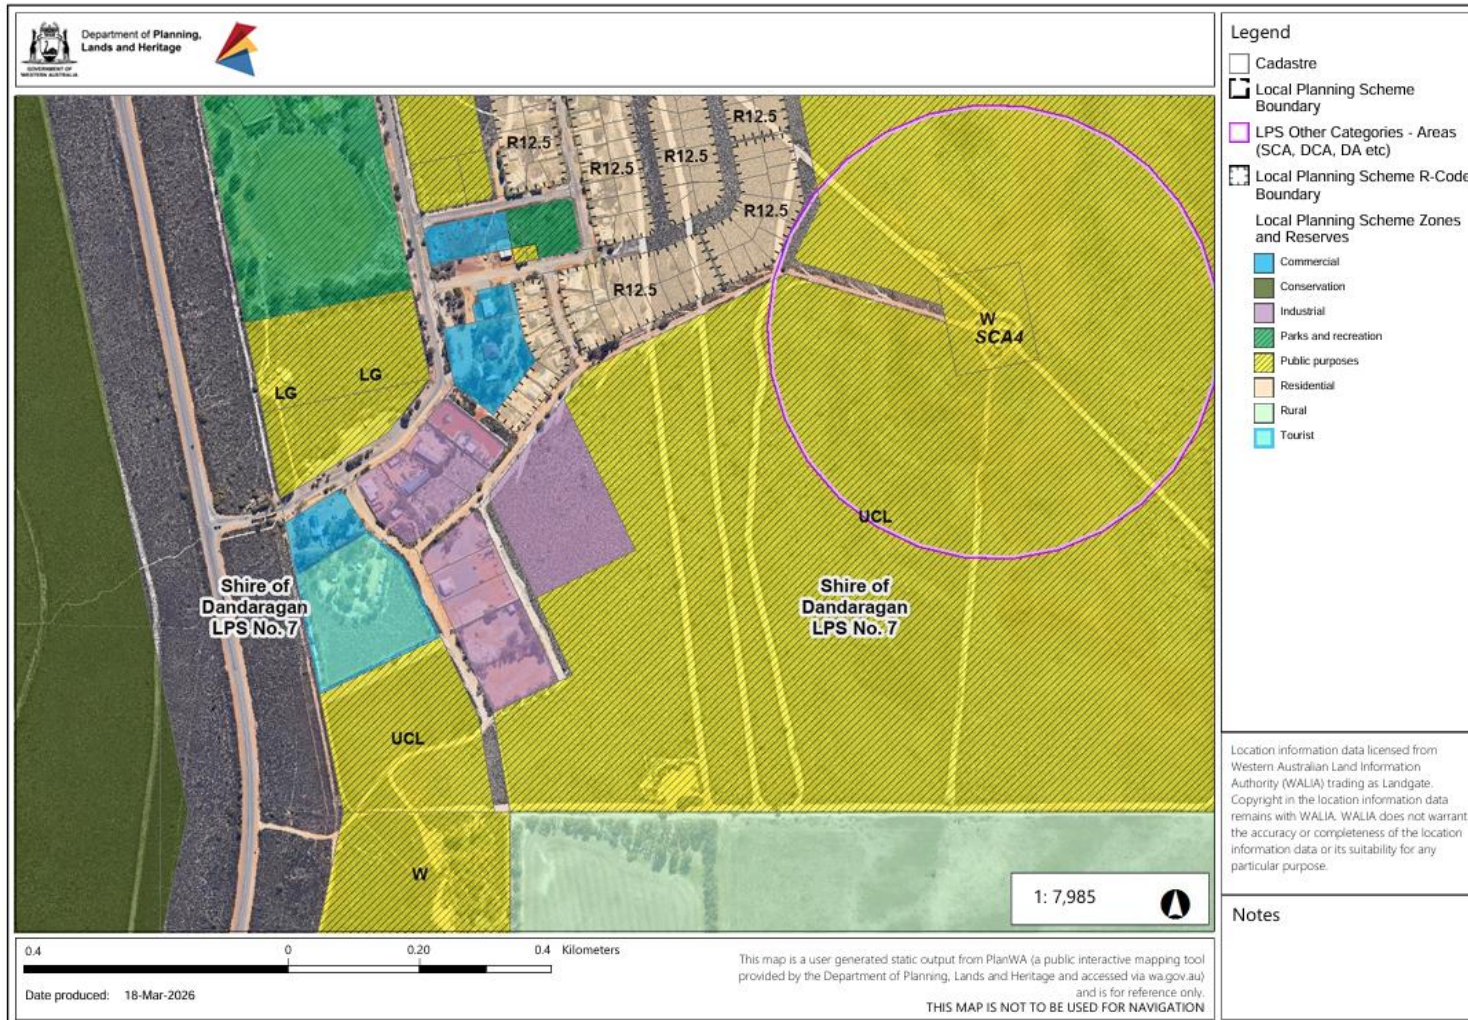 Department of Planning,
Lands and Heritage
GOVERNMENT OF
WESTERN AUSTRALIA
R12.5
R12.5
R12.5
R12.5
R12.5
R12.5
W
SCA4
LG
LG
UCL
Shire of
Dandaragan
LPS No. 7
Shire of
Dandaragan
LPS No. 7
UCL
W
1: 7,985
Legend
Cadastre
Local Planning Scheme
Boundary
LPS Other Categories - Areas
(SCA, DCA, DA etc)
Local Planning Scheme R-Code
Boundary
Local Planning Scheme Zones
and Reserves
Commercial
Conservation
Industrial
Parks and recreation
Public purposes
Residential
Rural
Tourist
Location information data licensed from
Western Australian Land Information
Authority (WALIA) trading as Landgate.
Copyright in the location information data
remains with WALIA. WALIA does not warrant
the accuracy or completeness of the location
information data or its suitability for any
particular purpose.
Notes
0.4 0 0.20 0.4 Kilometers
Date produced: 18-Mar-2026
This map is a user generated static output from PlanWA (a public interactive mapping tool
provided by the Department of Planning, Lands and Heritage and accessed via wa.gov.au)
and is for reference only.
THIS MAP IS NOT TO BE USED FOR NAVIGATION